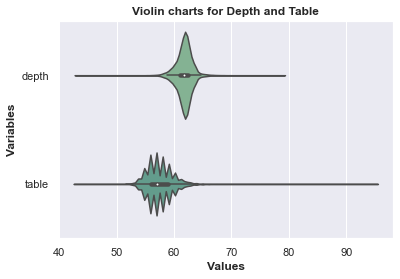 Violin charts for Depth and Table
Variables
depth
table
40 50 60 70 80 90
Values